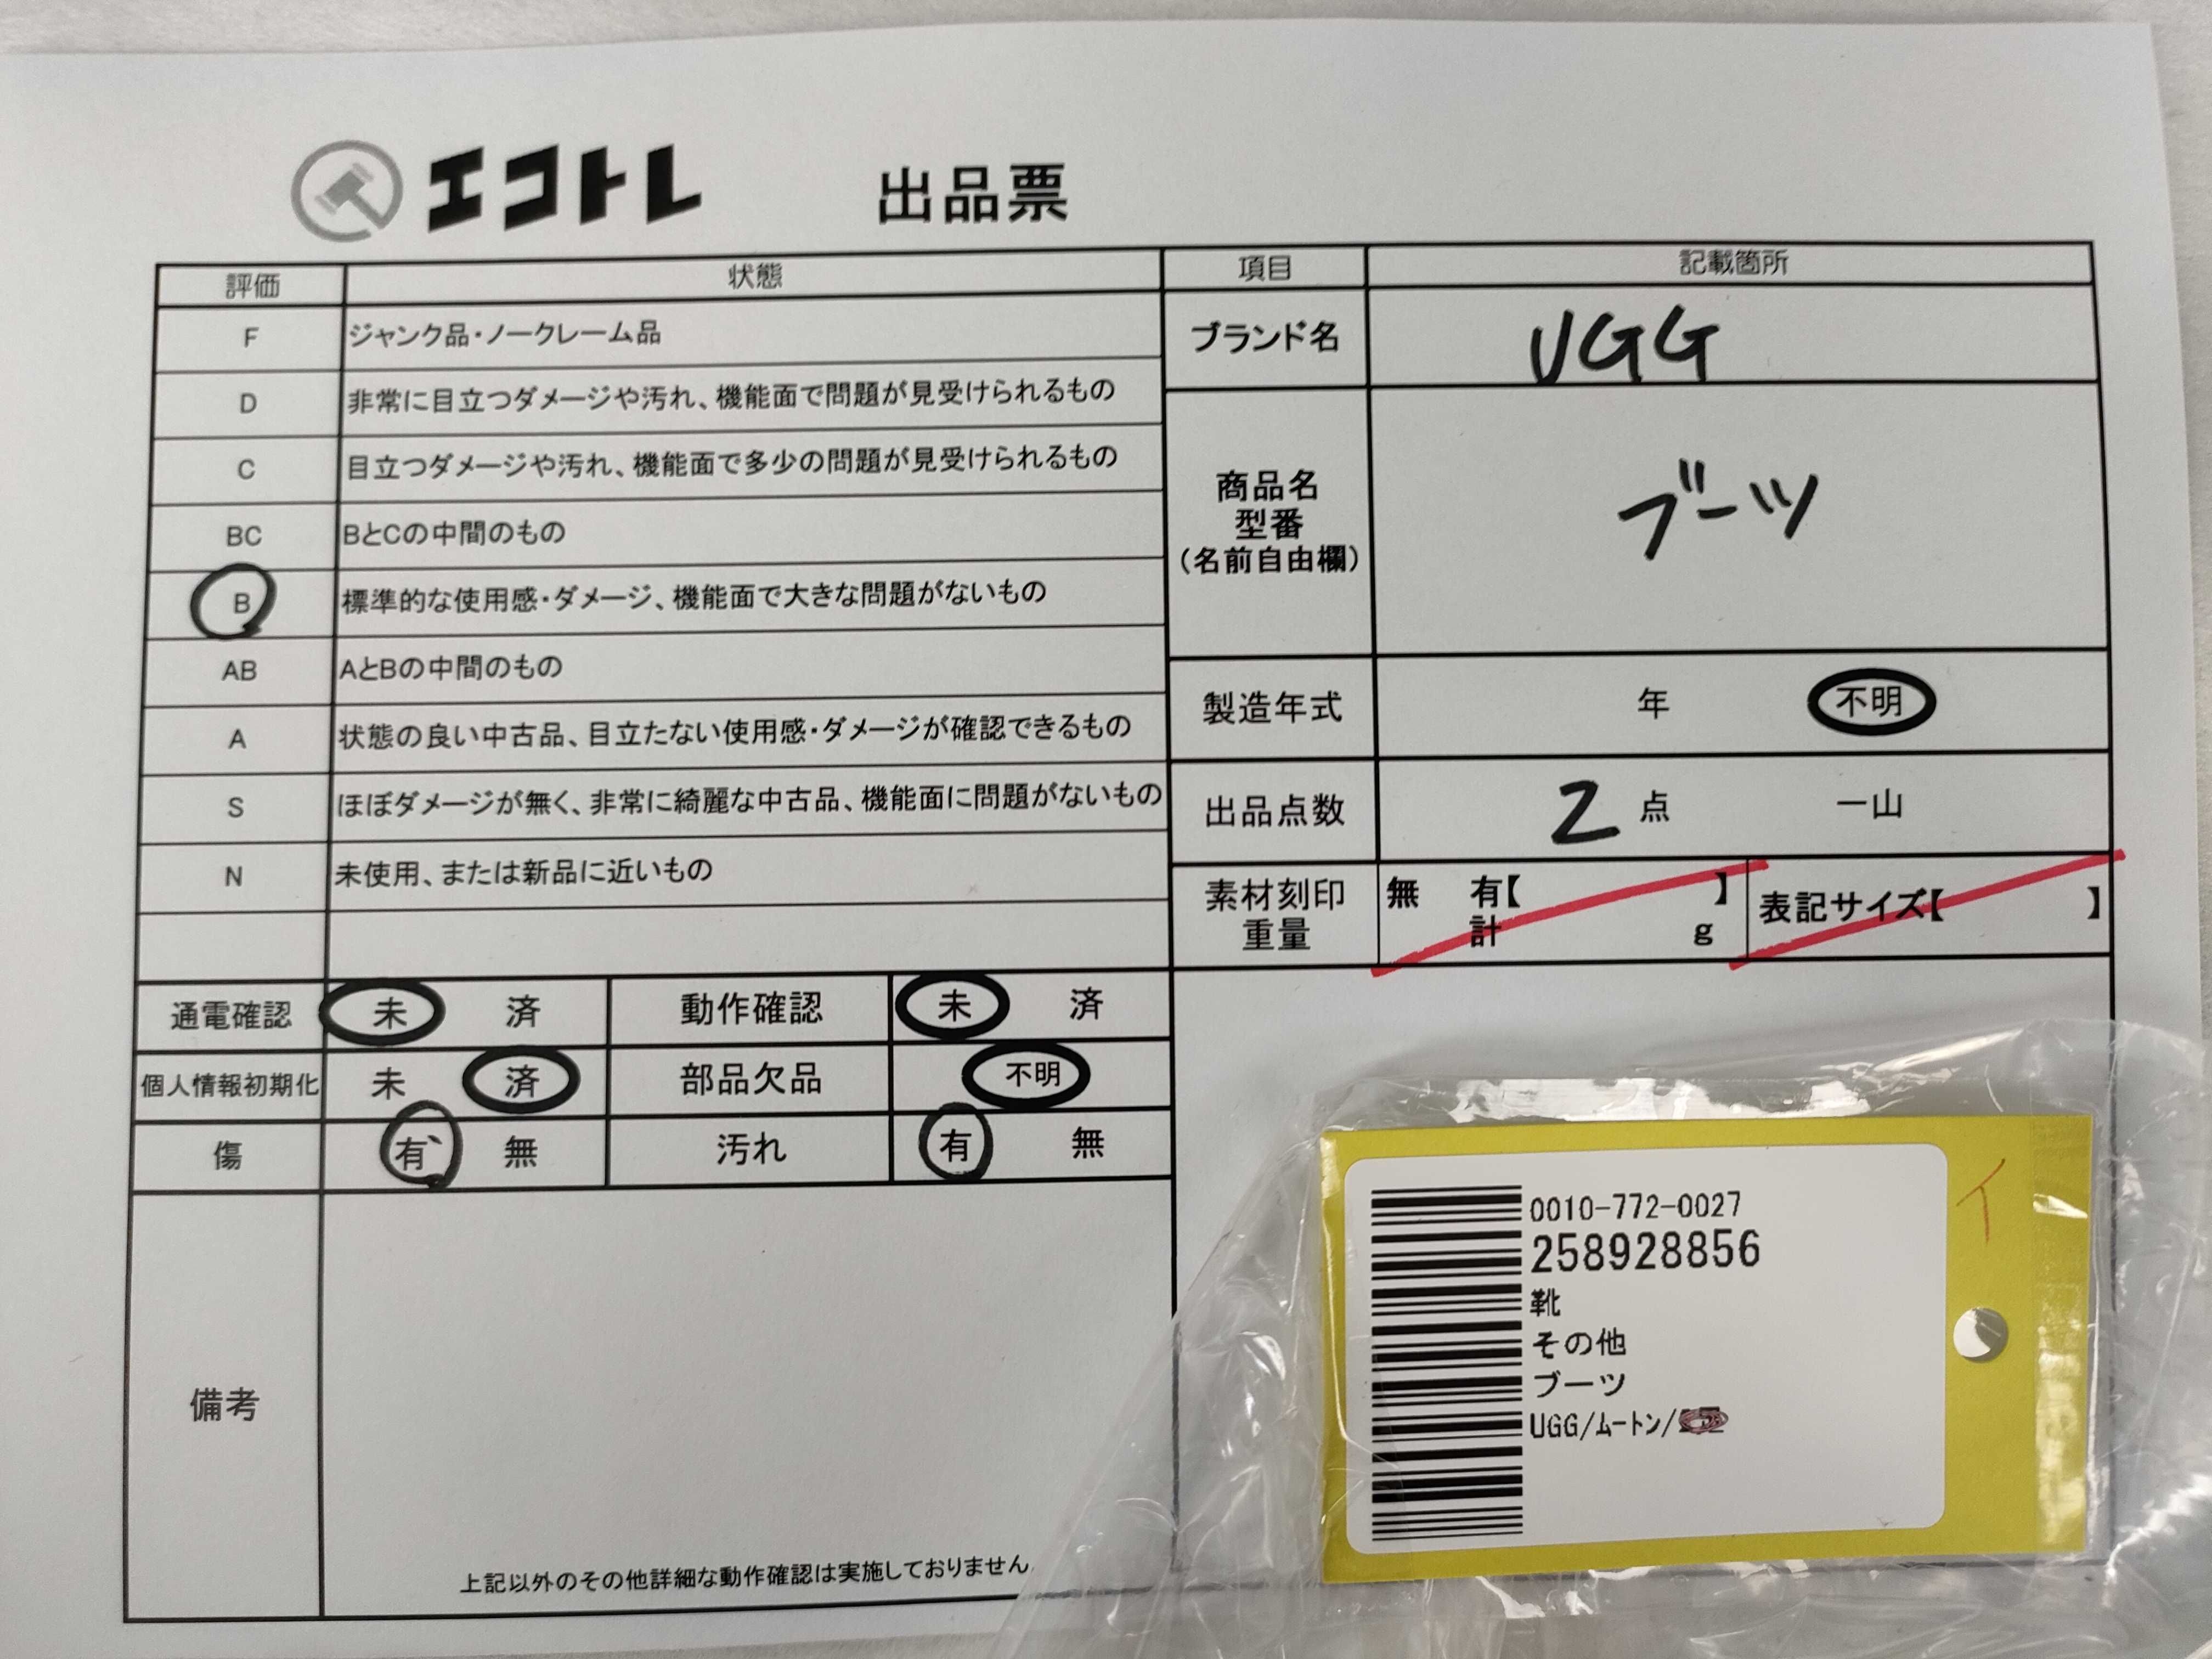 エコトレ 出品票
評価 状態
F ジャンク品・ノークレーム品
D 非常に目立つダメージや汚れ、機能面で問題が見受けられるもの
C 目立つダメージや汚れ、機能面で多少の問題が見受けられるもの
BC BとCの中間のもの
B 標準的な使用感・ダメージ、機能面で大きな問題がないもの
AB AとBの中間のもの
A 状態の良い中古品、目立たない使用感・ダメージが確認できるもの
S ほぼダメージが無く、非常に綺麗な中古品、機能面に問題がないもの
N 未使用、または新品に近いもの
項目 記載箇所
ブランド名 UGG
商品名
型番
(名前自由欄)
ブーツ
製造年式 年 不明
出品点数 2 点 一山
素材刻印
重量
無 有【 】
計 g
表記サイズ【 】
通電確認 未 済 動作確認 未 済
個人情報初期化 未 済 部品欠品 不明
傷 有 無 汚れ 有 無
備考
上記以外のその他詳細な動作確認は実施しておりません
0010-772-0027
258928856
靴
その他
ブーツ
UGG/ムートン/
イ